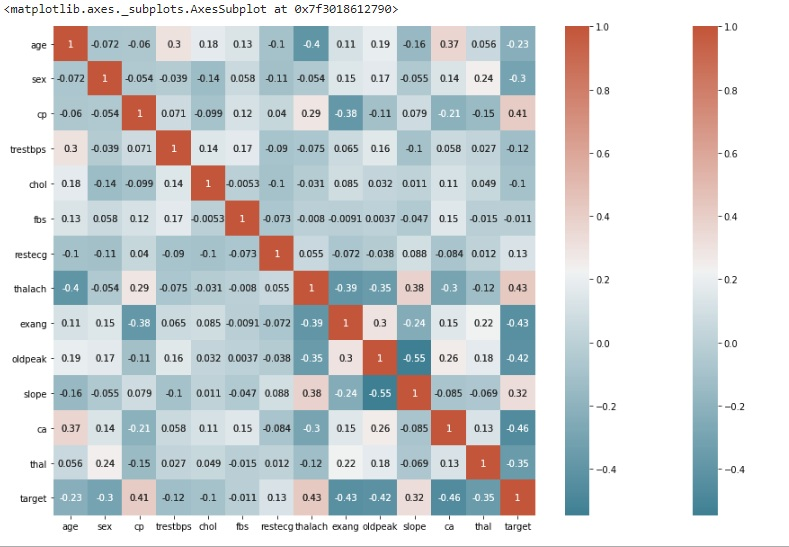 <matplotlib.axes._subplots.AxesSubplot at 0x7f3018612790>
age 1 -0.072 -0.06 0.3 0.18 0.13 -0.1 -0.4 0.11 0.19 -0.16 0.37 0.056 -0.23
sex -0.072 1 -0.054 -0.039 -0.14 0.058 -0.11 -0.054 0.15 0.17 -0.055 0.14 0.24 -0.3
cp -0.06 -0.054 1 0.071 -0.099 0.12 0.04 0.29 -0.38 -0.11 0.079 -0.21 -0.15 0.41
trestbps 0.3 -0.039 0.071 1 0.14 0.17 -0.09 -0.075 0.065 0.16 -0.1 0.058 0.027 -0.12
chol 0.18 -0.14 -0.099 0.14 1 -0.0053 -0.1 -0.031 0.085 0.032 0.011 0.11 0.049 -0.1
fbs 0.13 0.058 0.12 0.17 -0.0053 1 -0.073 -0.008 -0.0091 0.0037 -0.047 0.15 -0.015 -0.011
restecg -0.1 -0.11 0.04 -0.09 -0.1 -0.073 1 0.055 -0.072 -0.038 0.088 -0.084 0.012 0.13
thalach -0.4 -0.054 0.29 -0.075 -0.031 -0.008 0.055 1 -0.39 -0.35 0.38 -0.3 -0.12 0.43
exang 0.11 0.15 -0.38 0.065 0.085 -0.0091 -0.072 -0.39 1 0.3 -0.24 0.15 0.22 -0.43
oldpeak 0.19 0.17 -0.11 0.16 0.032 0.0037 -0.038 -0.35 0.3 1 -0.55 0.26 0.18 -0.42
slope -0.16 -0.055 0.079 -0.1 0.011 -0.047 0.088 0.38 -0.24 -0.55 1 -0.085 -0.069 0.32
ca 0.37 0.14 -0.21 0.058 0.11 0.15 -0.084 -0.3 0.15 0.26 -0.085 1 0.13 -0.46
thal 0.056 0.24 -0.15 0.027 0.049 -0.015 0.012 -0.12 0.22 0.18 -0.069 0.13 1 -0.35
target -0.23 -0.3 0.41 -0.12 -0.1 -0.011 0.13 0.43 -0.43 -0.42 0.32 -0.46 -0.35 1
age sex cp trestbps chol fbs restecg thalach exang oldpeak slope ca thal target
1.0
0.8
0.6
0.4
0.2
0.0
−0.2
−0.4
1.0
0.8
0.6
0.4
0.2
0.0
−0.2
−0.4